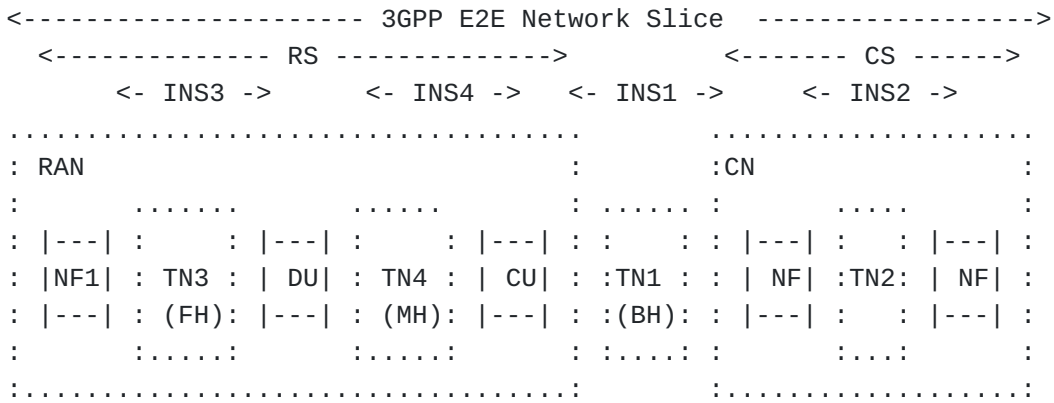 <---------------------- 3GPP E2E Network Slice ------------------>
  <-------------- RS -------------->          <------- CS ------>
       <- INS3 ->      <- INS4 ->   <- INS1 ->     <- INS2 ->
.....................................         .....................
: RAN                                :         :CN                   :
:       .......        ......         : ...... :        .....      :
: |---| :     : |---| :     : |---| : :    : : |---| :   : |---| :
: |NF1| : TN3 : | DU| : TN4 : | CU| : :TN1 : : | NF| :TN2: | NF| :
: |---| : (FH): |---| : (MH): |---| : :(BH): : |---| :   : |---| :
:       :.....:       :.....:       : :....: :       :...:       :
:....................................:         :....................: